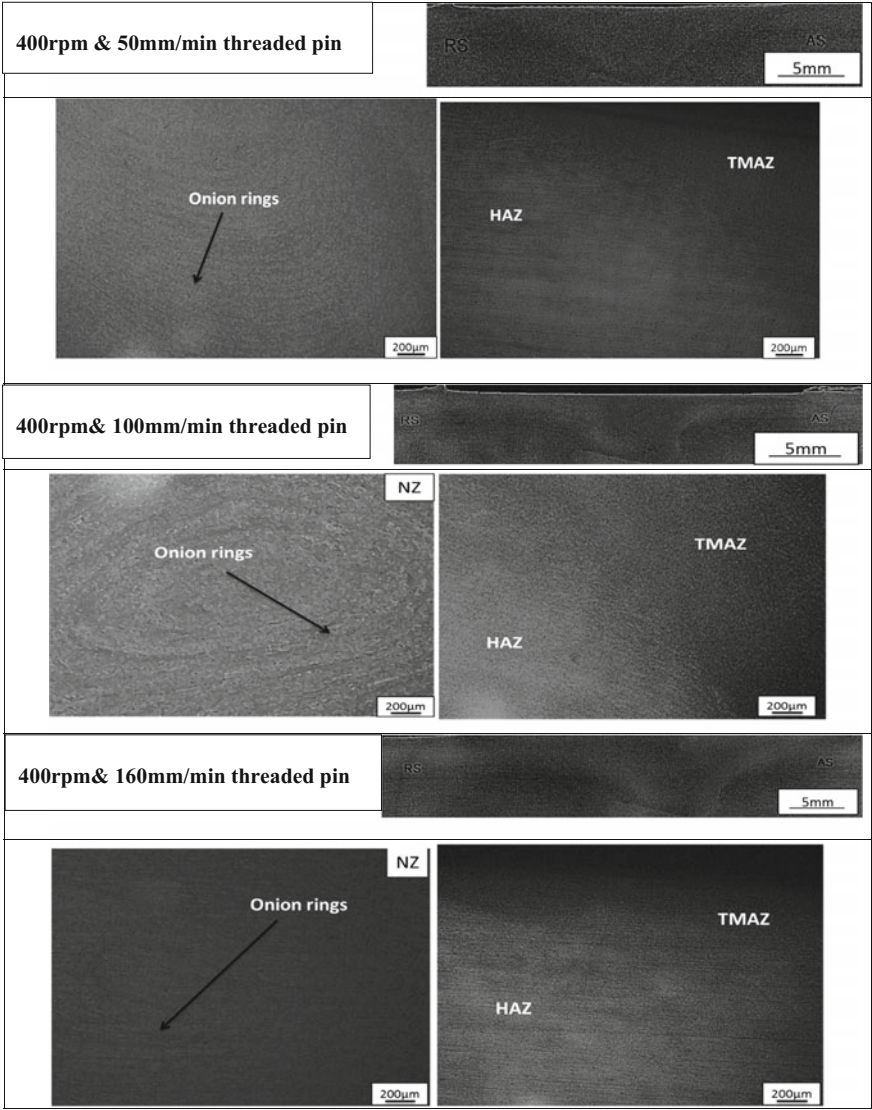 400rpm & 50mm/min threaded pin
RS
AS
5mm
Onion rings
200µm
TMAZ
HAZ
200µm
400rpm& 100mm/min threaded pin
RS
AS
5mm
NZ
Onion rings
200µm
TMAZ
HAZ
200µm
400rpm& 160mm/min threaded pin
RS
AS
5mm
NZ
Onion rings
200µm
TMAZ
HAZ
200µm